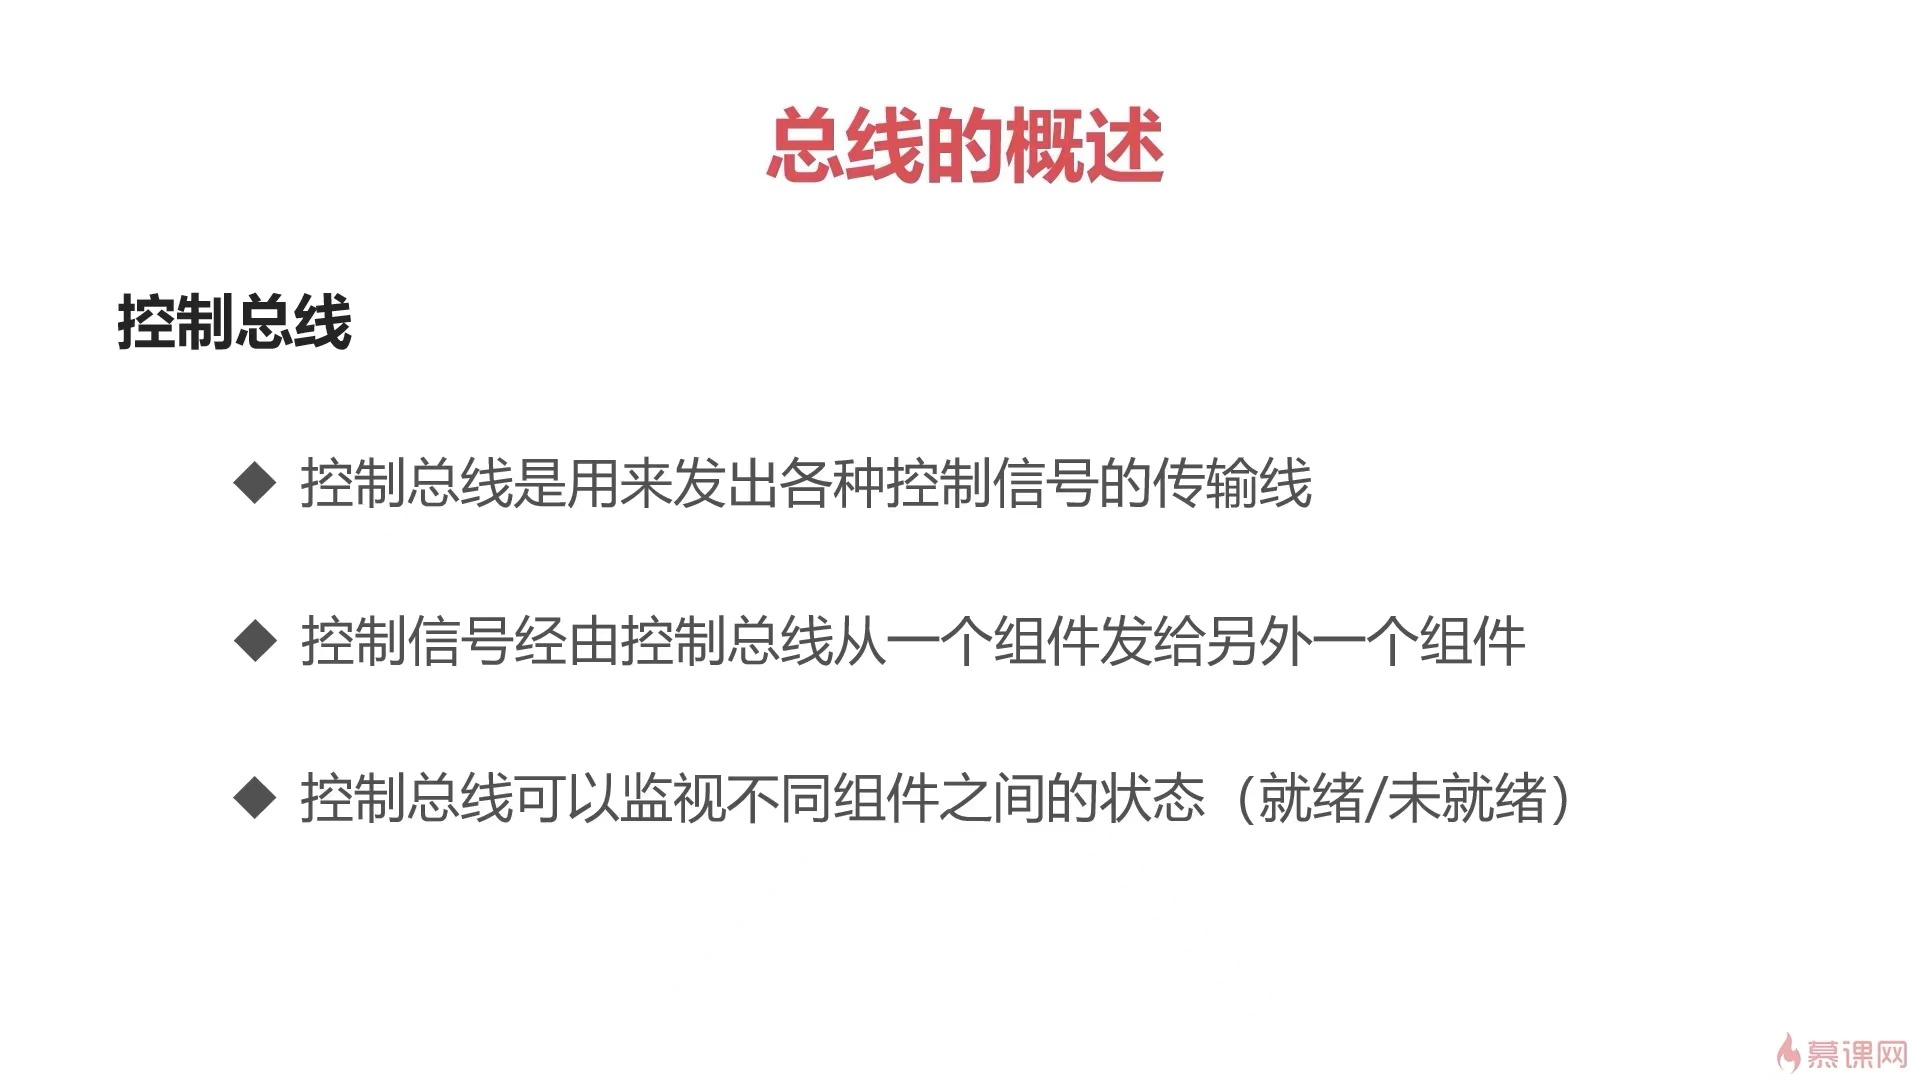 总线的概述
控制总线
控制总线是用来发出各种控制信号的传输线
控制信号经由控制总线从一个组件发给另外一个组件
控制总线可以监视不同组件之间的状态（就绪/未就绪）
慕课网